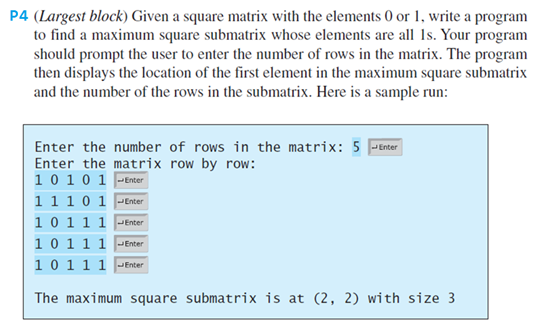 P4 (Largest block) Given a square matrix with the elements 0 or 1, write a program
to find a maximum square submatrix whose elements are all 1s. Your program
should prompt the user to enter the number of rows in the matrix. The program
then displays the location of the first element in the maximum square submatrix
and the number of the rows in the submatrix. Here is a sample run:
Enter the number of rows in the matrix: 5 ↵Enter
Enter the matrix row by row:
1 0 1 0 1 ↵Enter
1 1 1 0 1 ↵Enter
1 0 1 1 1 ↵Enter
1 0 1 1 1 ↵Enter
1 0 1 1 1 ↵Enter
The maximum square submatrix is at (2, 2) with size 3